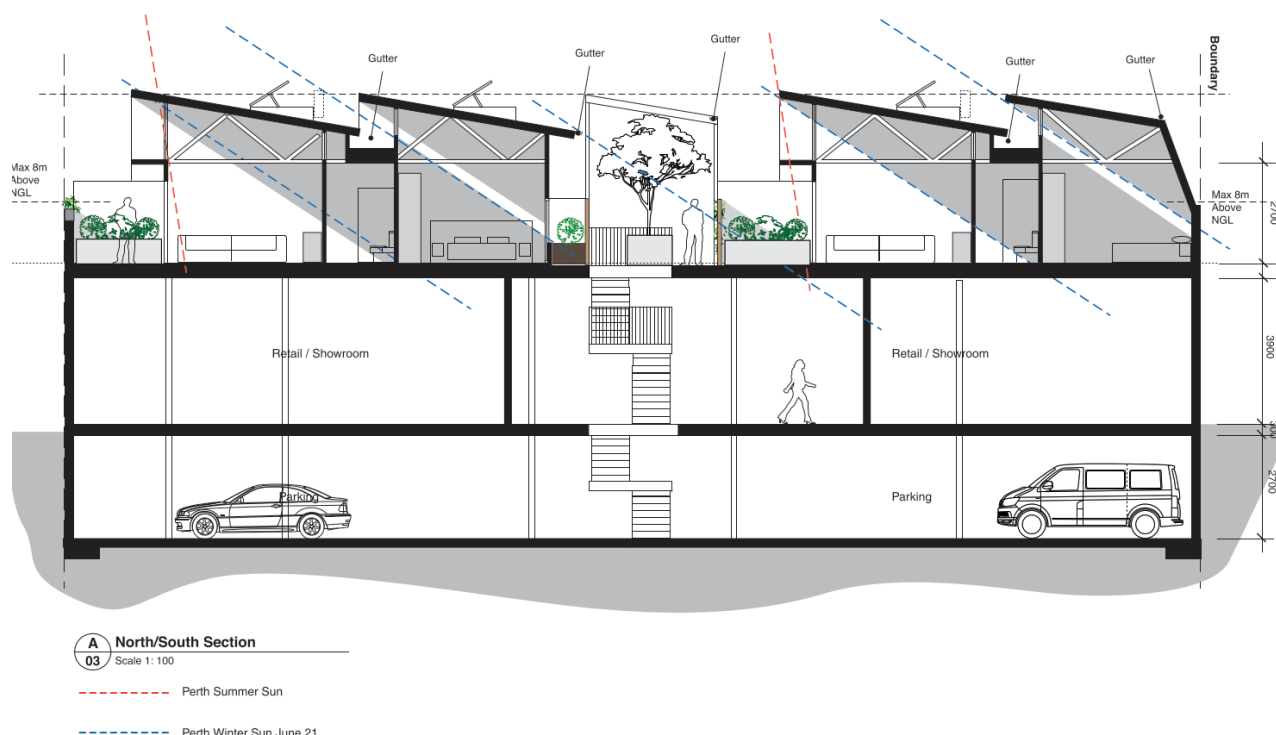 Boundary
Gutter
Gutter
Gutter
Gutter
Gutter
Max 8m
Above
NGL
Max 8m
Above
NGL
2700
Retail / Showroom
Retail / Showroom
3900
300
Parking
Parking
2700
A
03
North/South Section
Scale 1: 100
Perth Summer Sun
Perth Winter Sun June 21